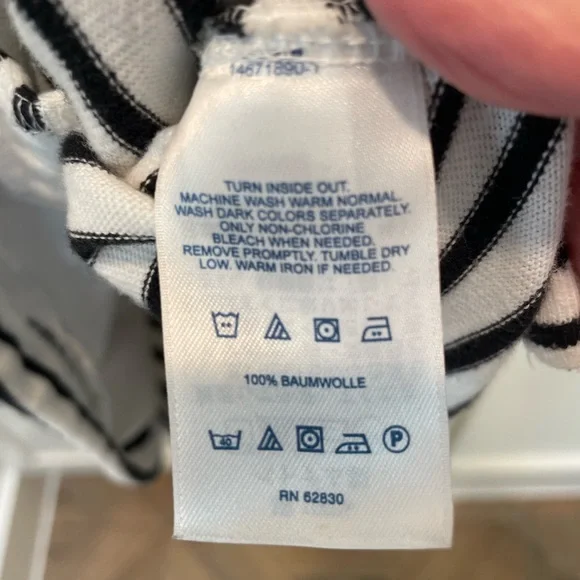 14671890-1
TURN INSIDE OUT.
MACHINE WASH WARM NORMAL.
WASH DARK COLORS SEPARATELY.
ONLY NON-CHLORINE
BLEACH WHEN NEEDED.
REMOVE PROMPTLY. TUMBLE DRY
LOW. WARM IRON IF NEEDED.
100% BAUMWOLLE
40 P
RN 62830